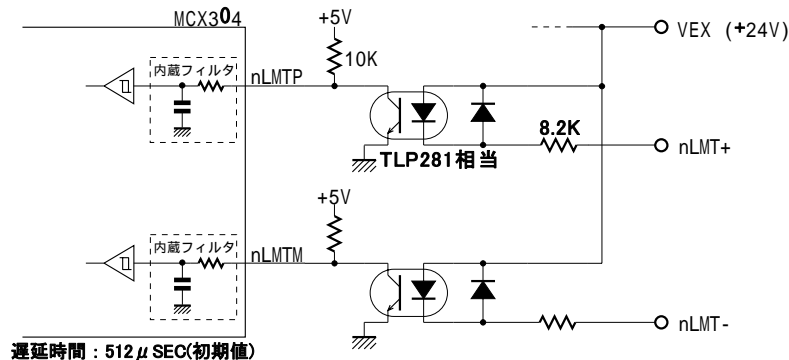 MCX304
+5V
VEX (+24V)
内蔵フィルタ
nLMTP
10K
8.2K
nLMT+
TLP281相当
+5V
内蔵フィルタ
nLMTM
nLMT-
遅延時間：512μSEC(初期値)